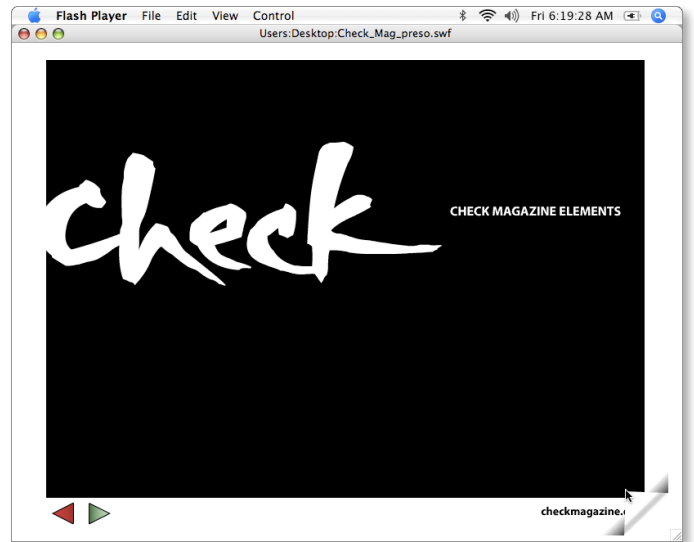 Flash Player File Edit View Control Fri 6:19:28 AM
Users:Desktop:Check_Mag_preso.swf
check
CHECK MAGAZINE ELEMENTS
checkmagazine.